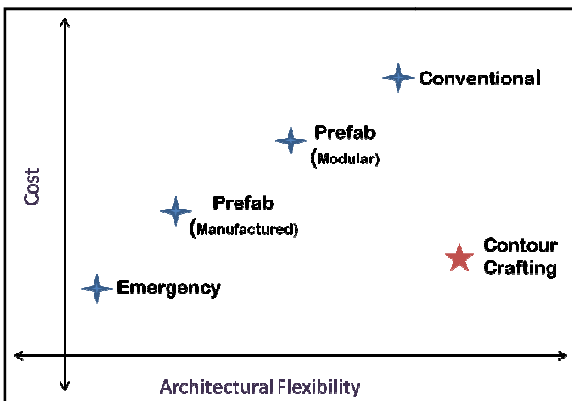 Conventional
Prefab
(Modular)
Cost
Prefab
(Manufactured)
Contour
Crafting
Emergency
Architectural Flexibility